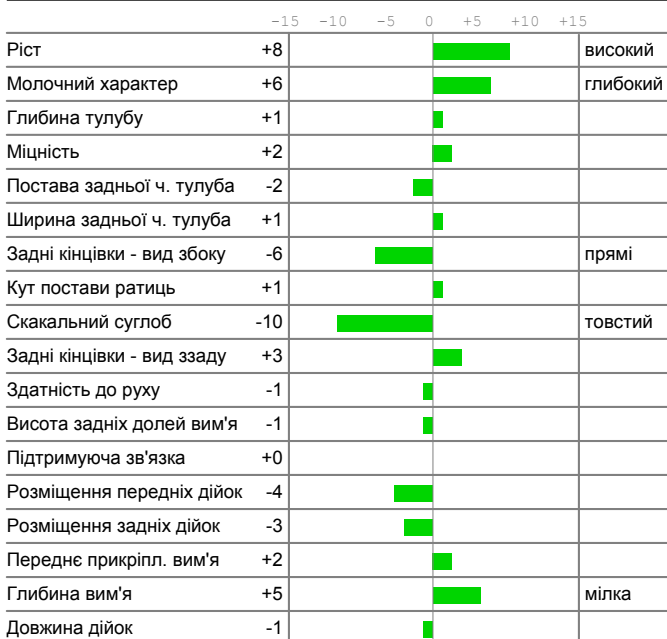 -15 -10 -5 0 +5 +10 +15
Ріст +8 високий
Молочний характер +6 глибокий
Глибина тулубу +1
Міцність +2
Постава задньої ч. тулуба -2
Ширина задньої ч. тулуба +1
Задні кінцівки - вид збоку -6 прямі
Кут постави ратиць +1
Скакальний суглоб -10 товстий
Задні кінцівки - вид ззаду +3
Здатність до руху -1
Висота задніх долей вим'я -1
Підтримуюча зв'язка +0
Розміщення передніх дійок -4
Розміщення задніх дійок -3
Переднє прикріпл. вим'я +2
Глибина вим'я +5 мілка
Довжина дійок -1